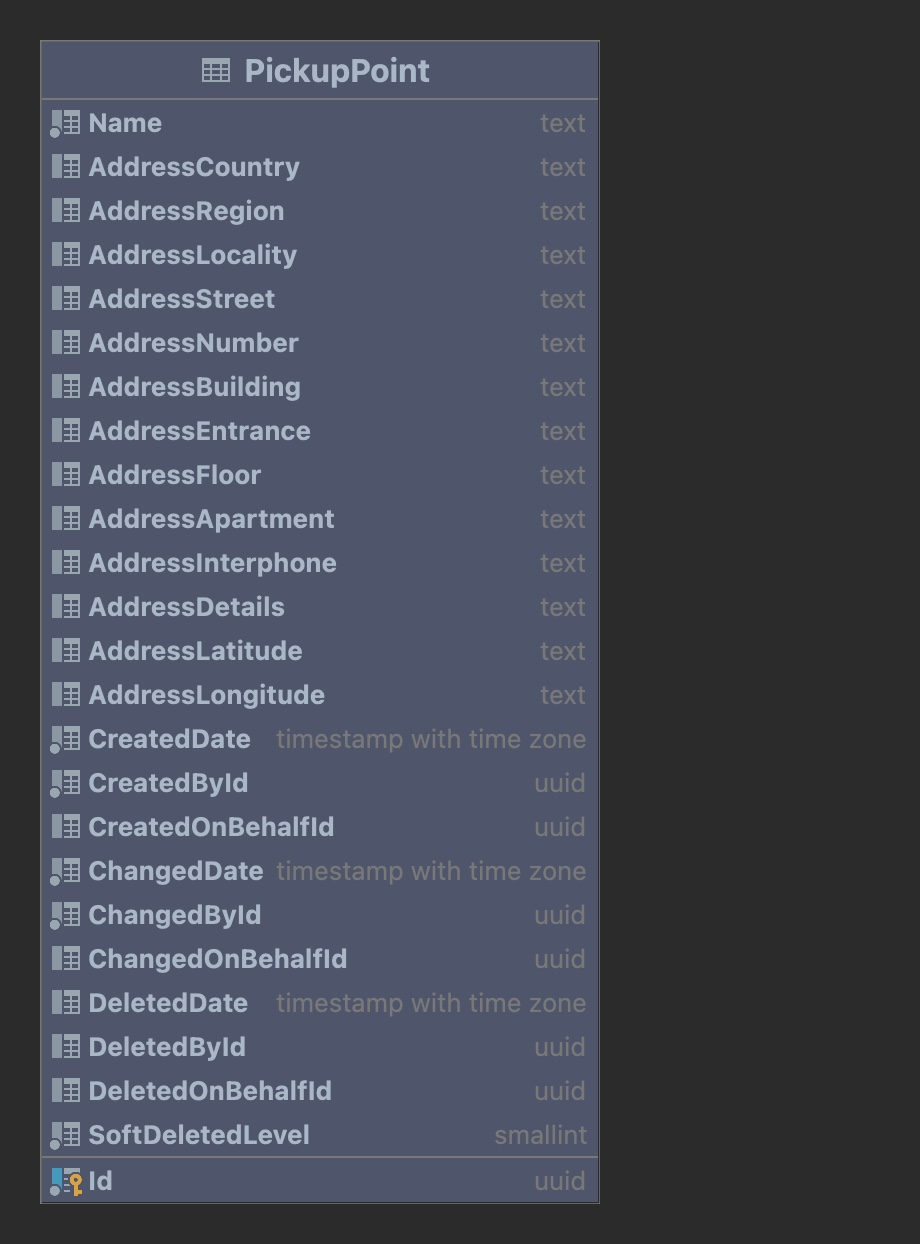 PickupPoint
Name text
AddressCountry text
AddressRegion text
AddressLocality text
AddressStreet text
AddressNumber text
AddressBuilding text
AddressEntrance text
AddressFloor text
AddressApartment text
AddressInterphone text
AddressDetails text
AddressLatitude text
AddressLongitude text
CreatedDate timestamp with time zone
CreatedById uuid
CreatedOnBehalfId uuid
ChangedDate timestamp with time zone
ChangedById uuid
ChangedOnBehalfId uuid
DeletedDate timestamp with time zone
DeletedById uuid
DeletedOnBehalfId uuid
SoftDeletedLevel smallint
Id uuid